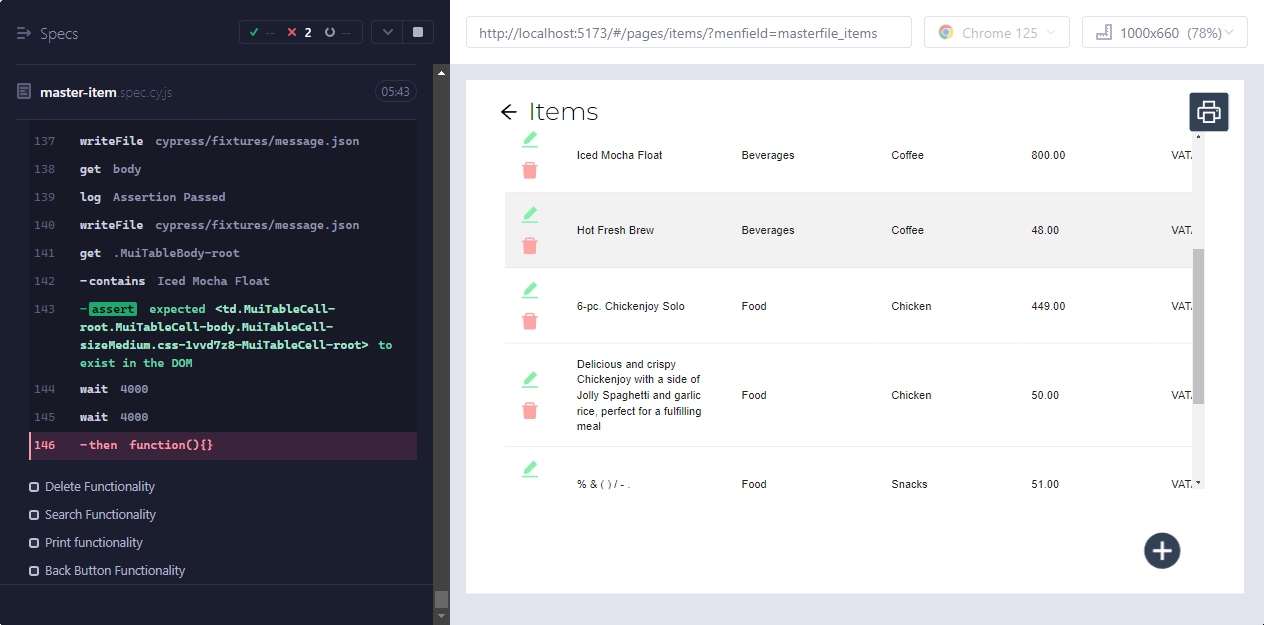 Specs
-- 2 --
master-item.spec.cy.js 05:43
137 writeFile cypress/fixtures/message.json
138 get body
139 log Assertion Passed
140 writeFile cypress/fixtures/message.json
141 get .MuiTableBody-root
142 -contains Iced Mocha Float
143 -assert expected <td.MuiTableCell-
root.MuiTableCell-body.MuiTableCell-
sizeMedium.css-1vvd7z8-MuiTableCell-root> to
exist in the DOM
144 wait 4000
145 wait 4000
146 -then function(){}
Delete Functionality
Search Functionality
Print functionality
Back Button Functionality
http://localhost:5173/#/pages/items/?menfield=masterfile_items
Chrome 125
1000x660 (78%)
Items
Iced Mocha Float Beverages Coffee 800.00 VATA
Hot Fresh Brew Beverages Coffee 48.00 VATA
6-pc. Chickenjoy Solo Food Chicken 449.00 VATA
Delicious and crispy
Chickenjoy with a side of
Jolly Spaghetti and garlic
rice, perfect for a fulfilling
meal
Food Chicken 50.00 VATA
% & ( ) / - . Food Snacks 51.00 VATA